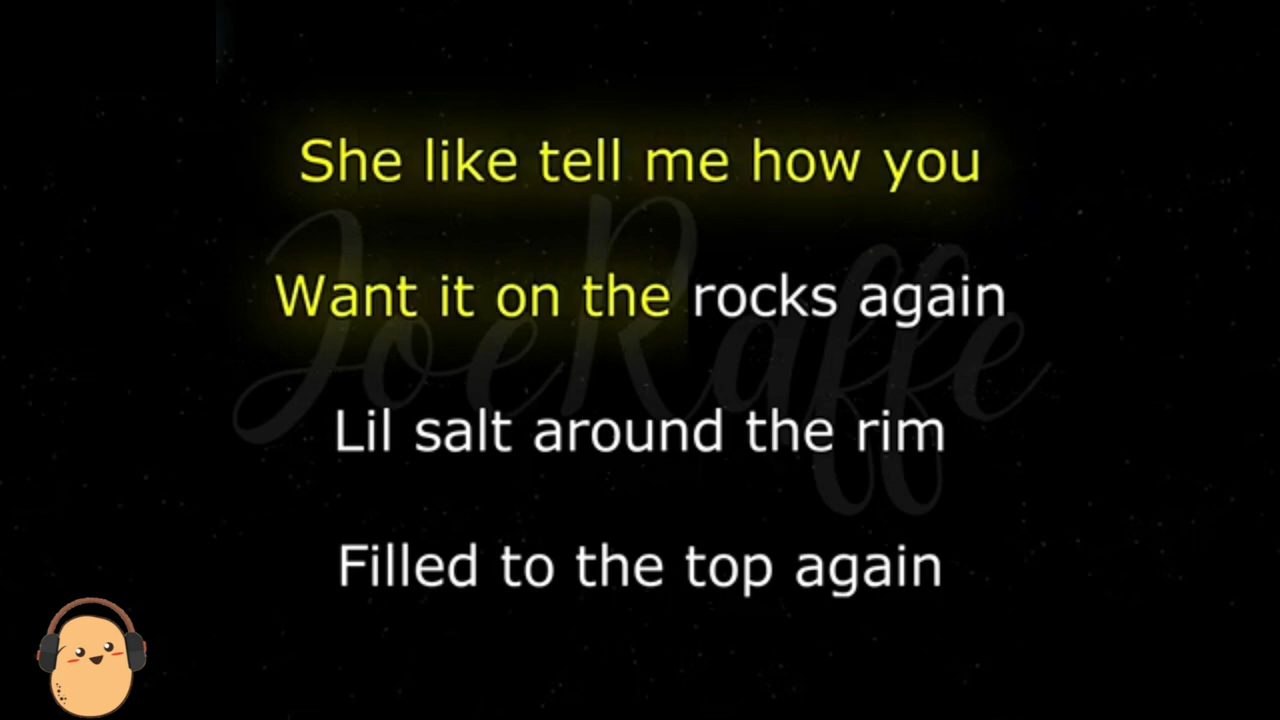 She like tell me how you
Want it on the rocks again
JoeRaffe
Lil salt around the rim
Filled to the top again